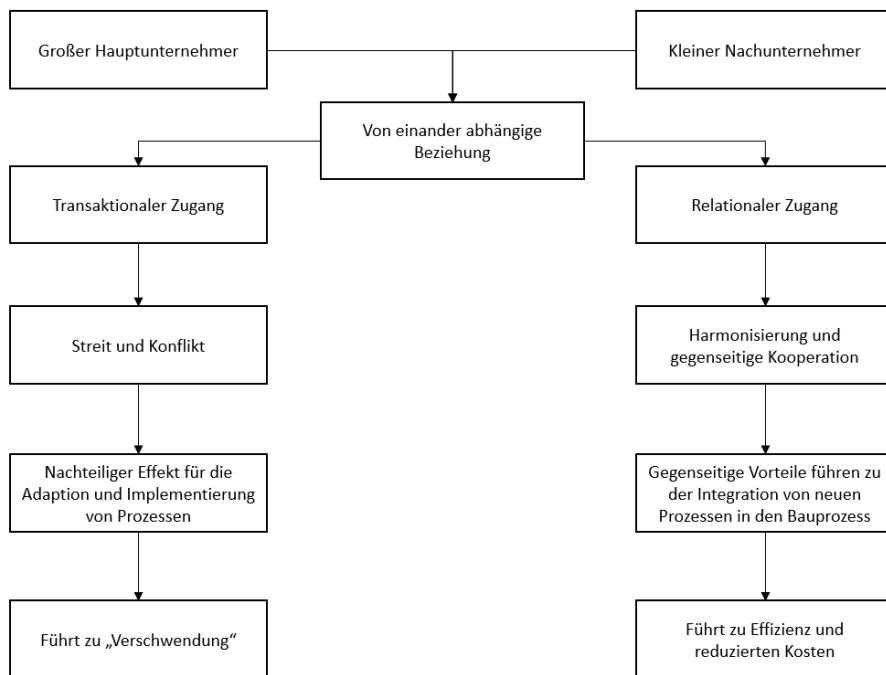 Großer Hauptunternehmer
Kleiner Nachunternehmer
Von einander abhängige
Beziehung
Transaktionaler Zugang
Relationaler Zugang
Streit und Konflikt
Harmonisierung und
gegenseitige Kooperation
Nachteiliger Effekt für die
Adaption und Implementierung
von Prozessen
Gegenseitige Vorteile führen zu
der Integration von neuen
Prozessen in den Bauprozess
Führt zu „Verschwendung“
Führt zu Effizienz und
reduzierten Kosten